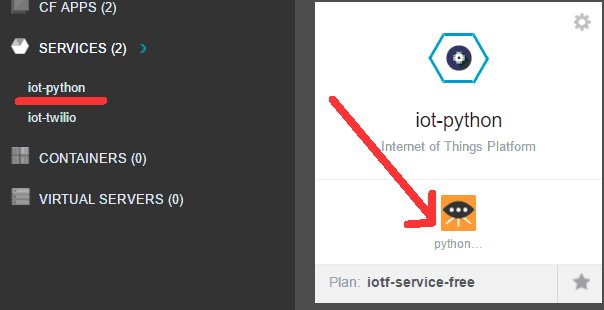 CF APPS (2)
SERVICES (2)
iot-python
iot-twilio
CONTAINERS (0)
VIRTUAL SERVERS (0)
iot-python
Internet of Things Platform
python...
Plan: iotf-service-free